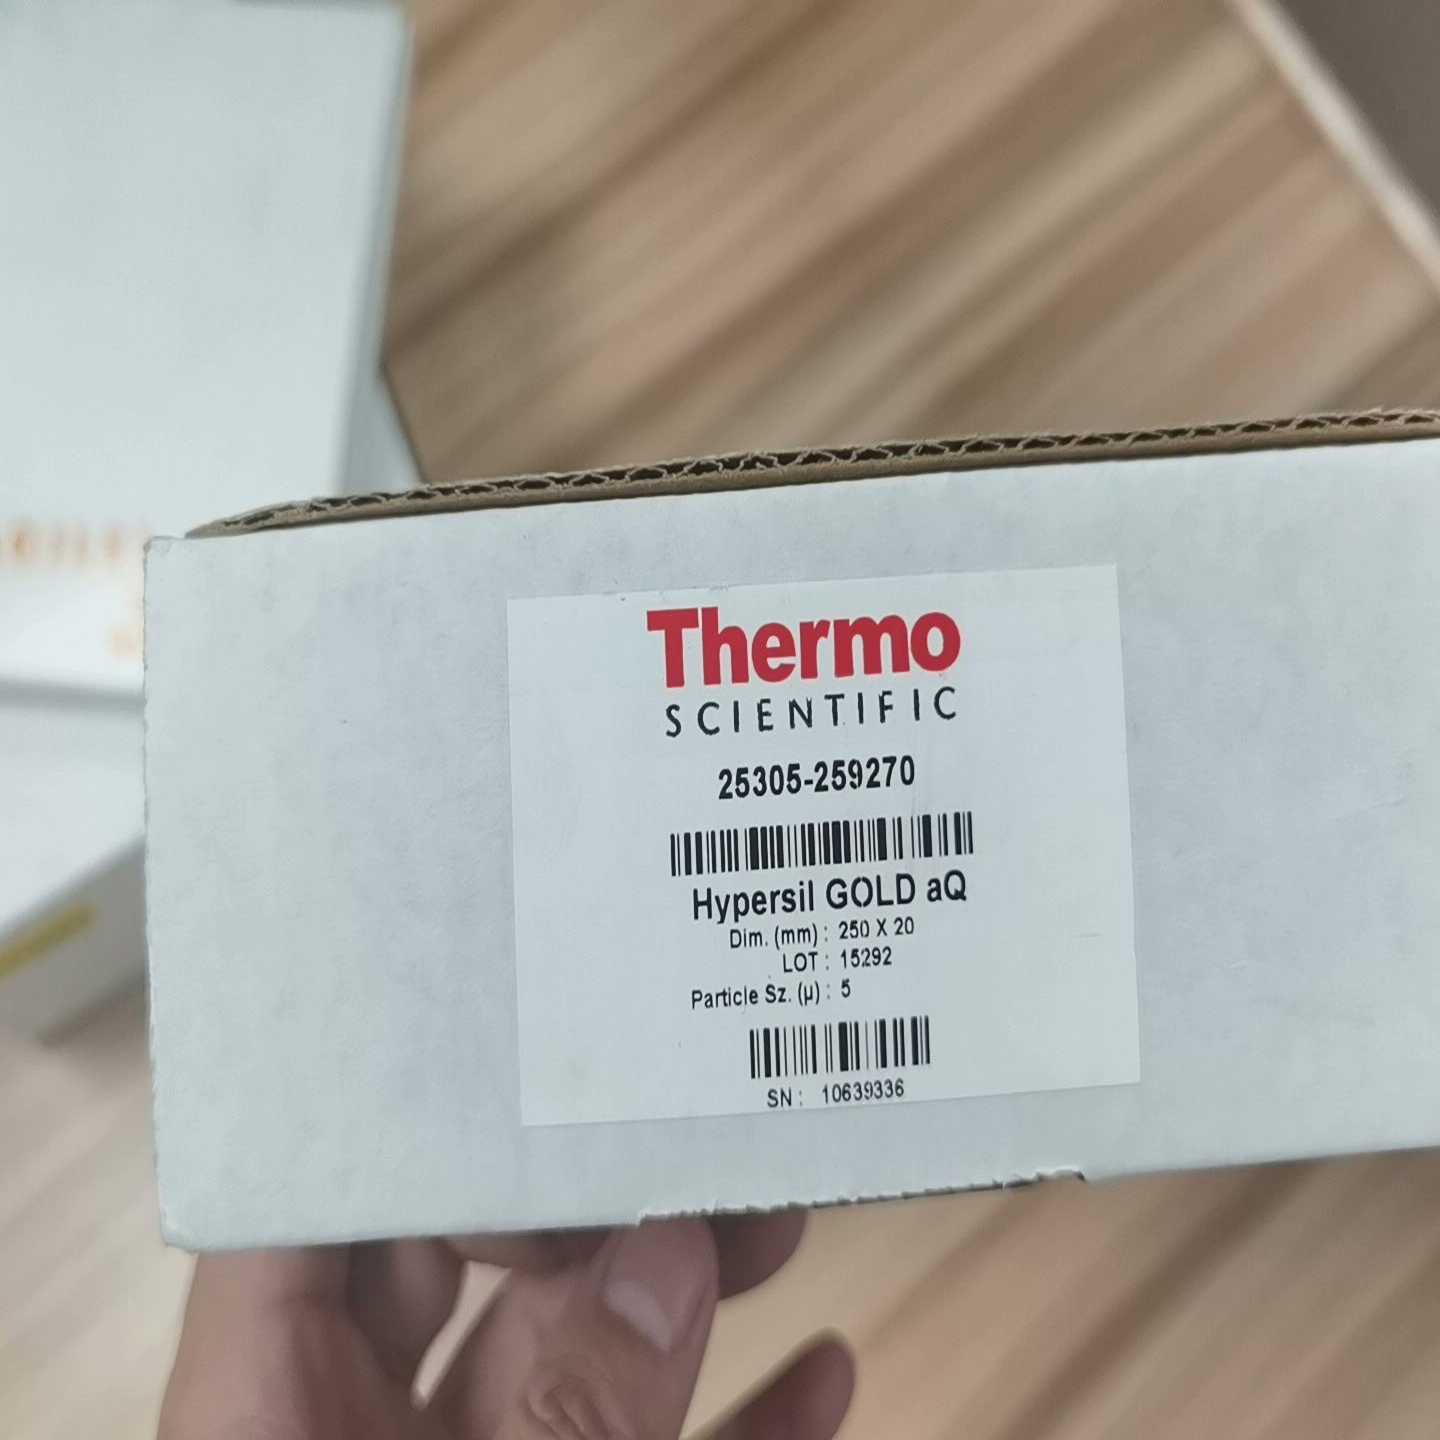 Thermo
SCIENTIFIC
25305-259270
Hypersil GOLD aQ
Dim. (mm) : 250 X 20
LOT : 15292
Particle Sz. (µ) : 5
SN : 10639336